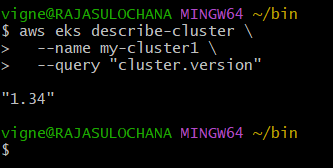 vigne@RAJASULOCHANA MINGW64 ~/bin
$ aws eks describe-cluster \
>   --name my-cluster1 \
>   --query "cluster.version"
"1.34"
vigne@RAJASULOCHANA MINGW64 ~/bin
$